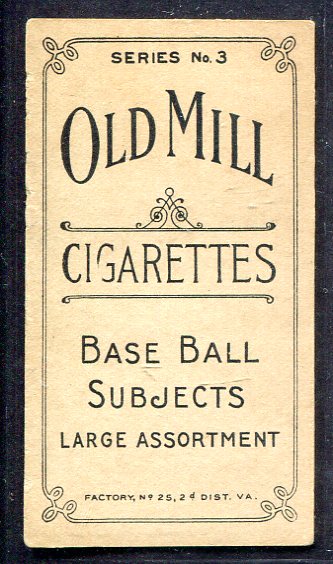 SERIES No. 3
OLD MILL
CIGARETTES
BASE BALL
SUBJECTS
LARGE ASSORTMENT
FACTORY, No 25, 2d DIST. VA.